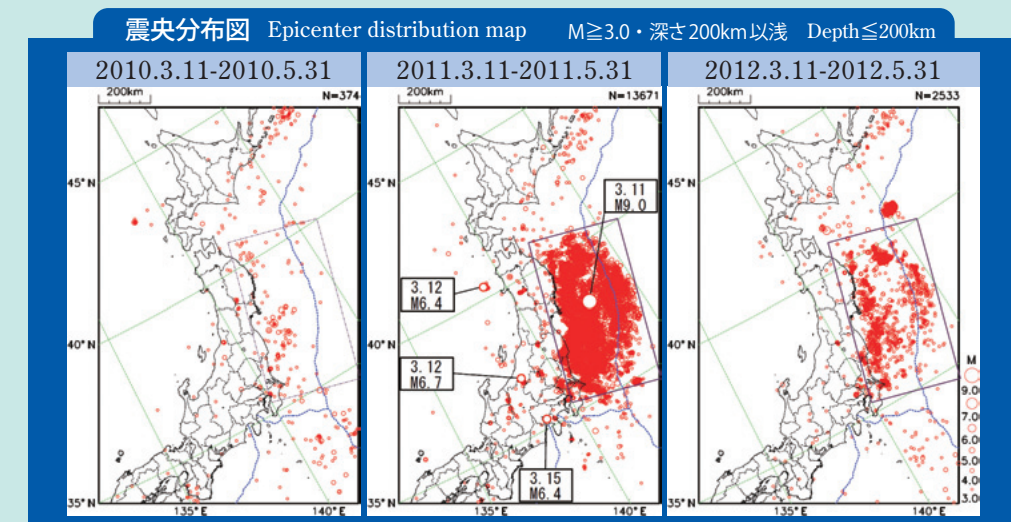 震央分布図 Epicenter distribution map M≧3.0・深さ200km以浅 Depth≦200km
2010.3.11-2010.5.31
200km
N=374
45°N
40°N
35°N
135°E
140°E
2011.3.11-2011.5.31
200km
N=13671
45°N
3.11
M9.0
3.12
M6.4
40°N
3.12
M6.7
3.15
M6.4
35°N
135°E
140°E
2012.3.11-2012.5.31
200km
N=2533
45°N
40°N
35°N
135°E
140°E
M
9.0
7.0
6.0
5.0
4.0
3.0